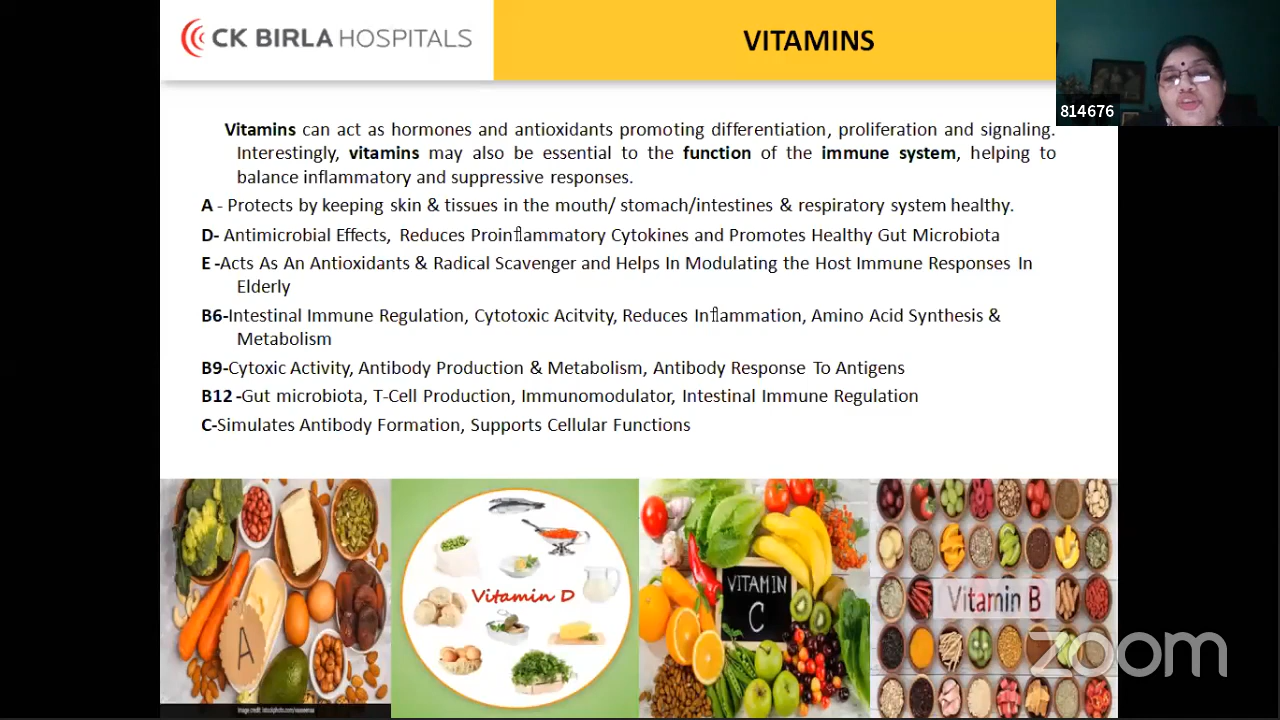 CK BIRLA HOSPITALS
VITAMINS
814676
Vitamins can act as hormones and antioxidants promoting differentiation, proliferation and signaling.
Interestingly, vitamins may also be essential to the function of the immune system, helping to
balance inflammatory and suppressive responses.
A - Protects by keeping skin & tissues in the mouth/ stomach/intestines & respiratory system healthy.
D- Antimicrobial Effects, Reduces Proinflammatory Cytokines and Promotes Healthy Gut Microbiota
E -Acts As An Antioxidants & Radical Scavenger and Helps In Modulating the Host Immune Responses In
Elderly
B6-Intestinal Immune Regulation, Cytotoxic Acitvity, Reduces Inflammation, Amino Acid Synthesis &
Metabolism
B9-Cytoxic Activity, Antibody Production & Metabolism, Antibody Response To Antigens
B12 -Gut microbiota, T-Cell Production, Immunomodulator, Intestinal Immune Regulation
C-Simulates Antibody Formation, Supports Cellular Functions
A
Vitamin D
VITAMIN
C
Vitamin B
zoom